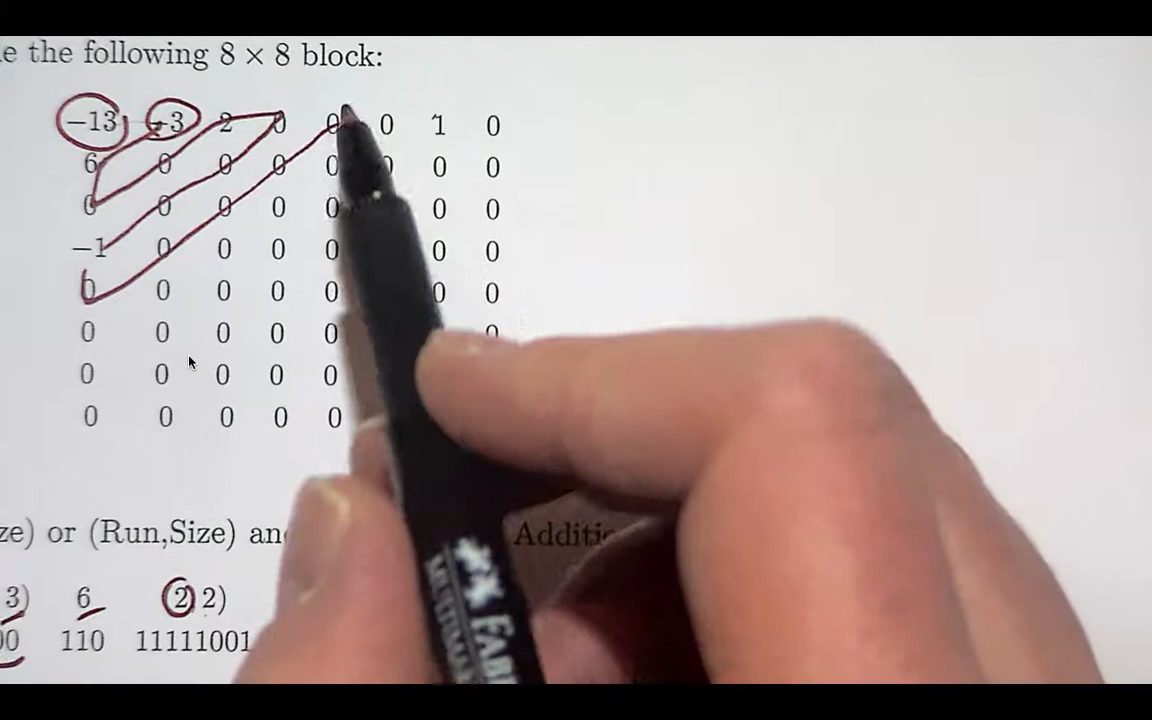 e the following 8 × 8 block:
−13 −3 2 0 0 0 1 0
6 0 0 0 0 0 0 0
0 0 0 0 0 0 0
−1 0 0 0 0 0 0
0 0 0 0 0 0 0
0 0 0 0 0 0
0 0 0 0 0
0 0 0 0 0
ze) or (Run,Size) an Additi
3) 6 2 2)
00 110 11111001
FAB